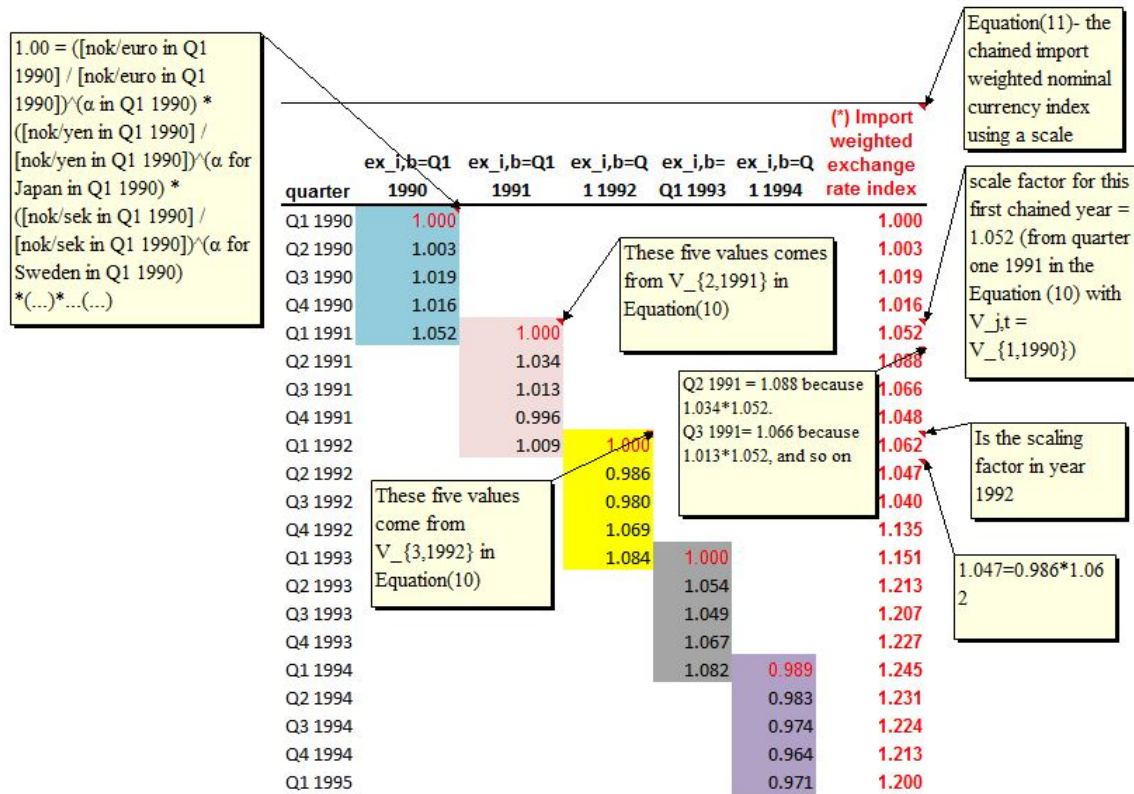 1.00 = ([nok/euro in Q1
1990] / [nok/euro in Q1
1990])^(α in Q1 1990) *
([nok/yen in Q1 1990] /
[nok/yen in Q1 1990])^(α for
Japan in Q1 1990) *
([nok/sek in Q1 1990] /
[nok/sek in Q1 1990])^(α for
Sweden in Q1 1990)
*(...)*...(...)
Equation(11)- the
chained import
weighted nominal
currency index
using a scale
(*) Import
weighted
exchange
rate index
ex_i,b=Q1 ex_i,b=Q1 ex_i,b=Q ex_i,b= ex_i,b=Q
quarter 1990 1991 1 1992 Q1 1993 1 1994
Q1 1990 1.000 1.000
Q2 1990 1.003 1.003
Q3 1990 1.019 1.019
Q4 1990 1.016 1.016
Q1 1991 1.052 1.000 1.052
Q2 1991 1.034 1.088
Q3 1991 1.013 1.066
Q4 1991 0.996 1.048
Q1 1992 1.009 1.000 1.062
Q2 1992 0.986 1.047
Q3 1992 0.980 1.040
Q4 1992 1.069 1.135
Q1 1993 1.084 1.000 1.151
Q2 1993 1.054 1.213
Q3 1993 1.049 1.207
Q4 1993 1.067 1.227
Q1 1994 1.082 0.989 1.245
Q2 1994 0.983 1.231
Q3 1994 0.974 1.224
Q4 1994 0.964 1.213
Q1 1995 0.971 1.200
scale factor for this
first chained year =
1.052 (from quarter
one 1991 in the
Equation (10) with
V_j,t =
V_{1,1990})
These five values comes
from V_{2,1991} in
Equation(10)
Q2 1991 = 1.088 because
1.034*1.052.
Q3 1991= 1.066 because
1.013*1.052, and so on
Is the scaling
factor in year
1992
These five values
come from
V_{3,1992} in
Equation(10)
1.047=0.986*1.06
2